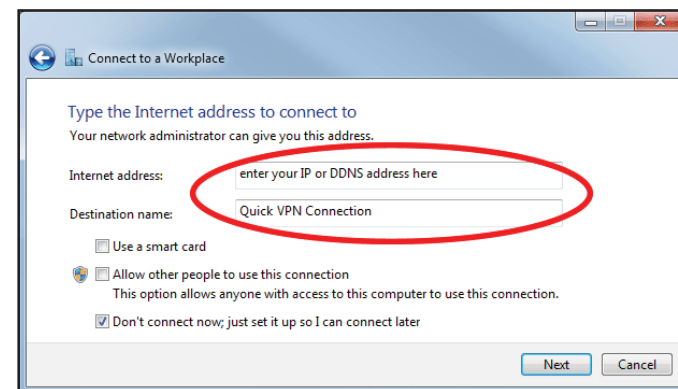 Connect to a Workplace
Type the Internet address to connect to
Your network administrator can give you this address.
Internet address: enter your IP or DDNS address here
Destination name: Quick VPN Connection
Use a smart card
Allow other people to use this connection
This option allows anyone with access to this computer to use this connection.
Don't connect now; just set it up so I can connect later
Next Cancel